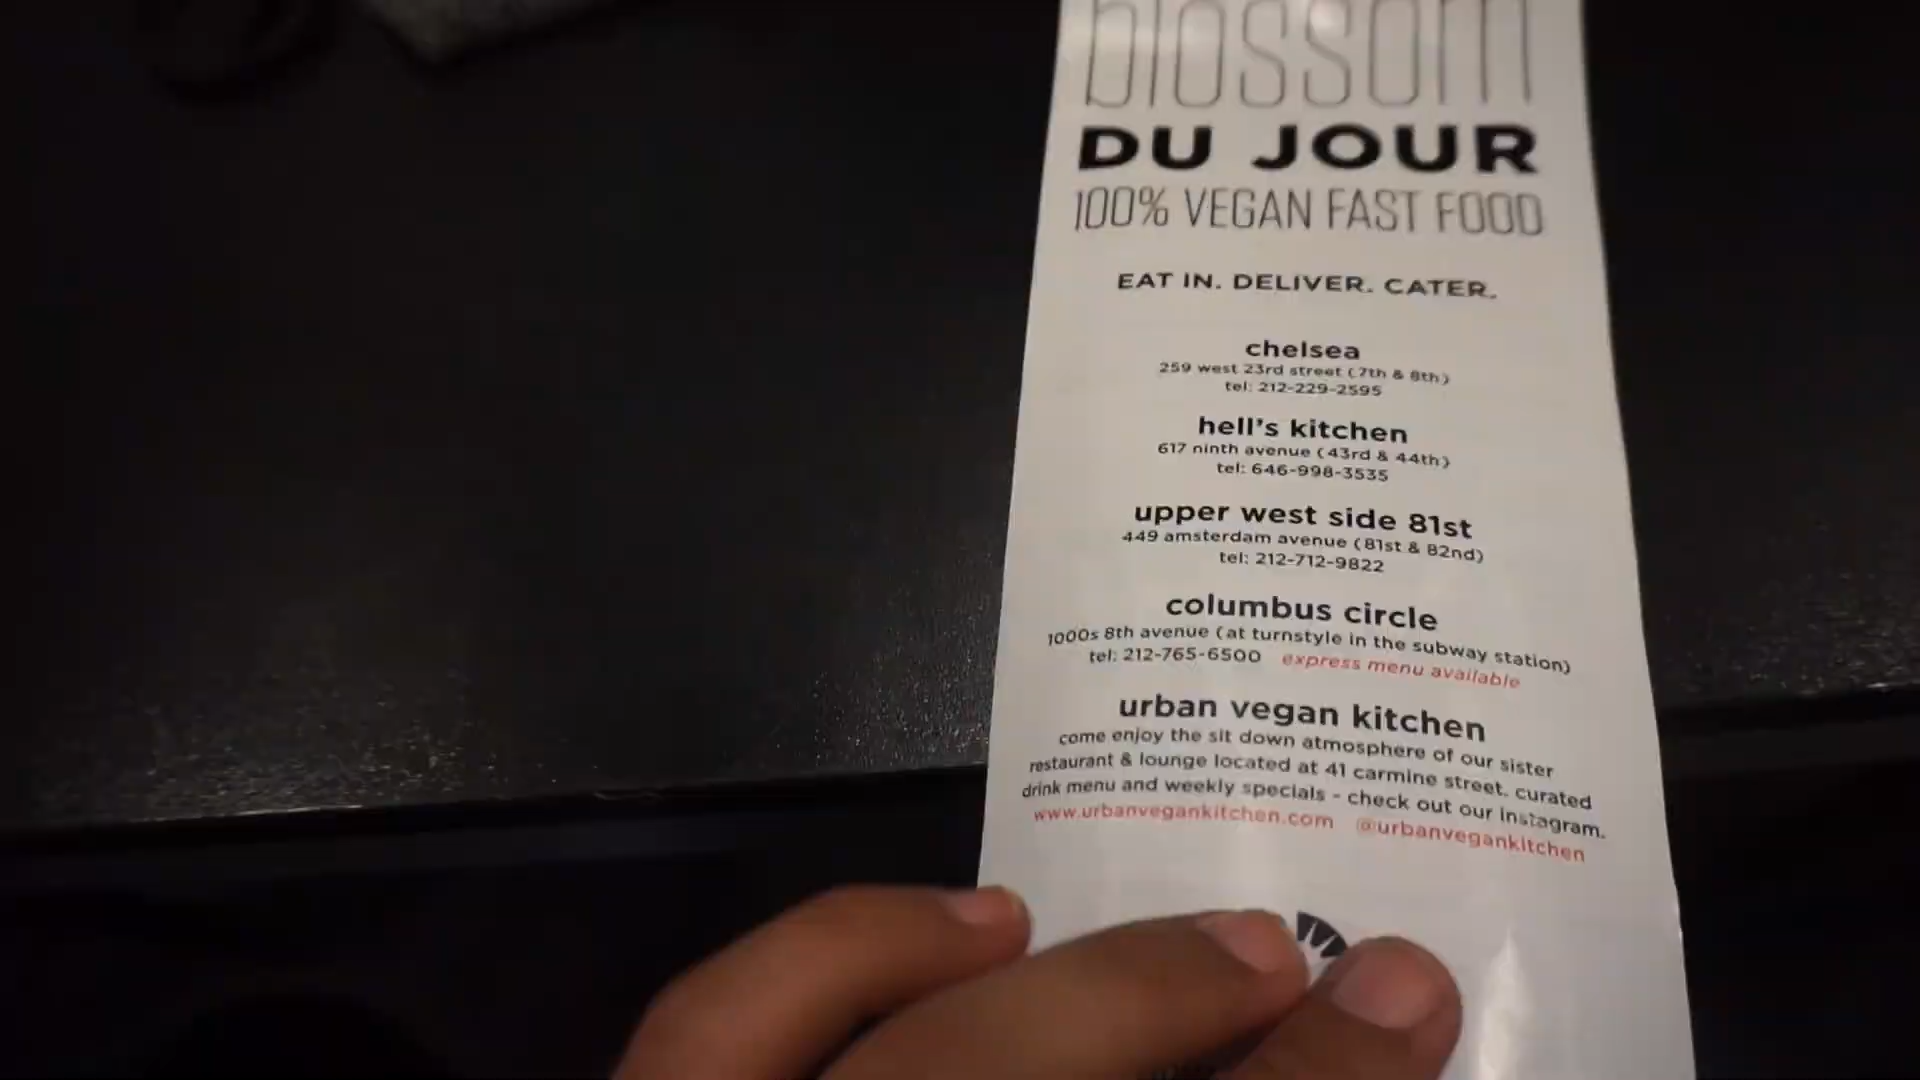 blossom
DU JOUR
100% VEGAN FAST FOOD
EAT IN. DELIVER. CATER.
chelsea
259 west 23rd street (7th & 8th)
tel: 212-229-2595
hell's kitchen
617 ninth avenue (43rd & 44th)
tel: 646-998-3535
upper west side 81st
449 amsterdam avenue (81st & 82nd)
tel: 212-712-9822
columbus circle
1000s 8th avenue (at turnstyle in the subway station)
tel: 212-765-6500 express menu available
urban vegan kitchen
come enjoy the sit down atmosphere of our sister
restaurant & lounge located at 41 carmine street. curated
drink menu and weekly specials - check out our instagram.
www.urbanvegankitchen.com @urbanvegankitchen